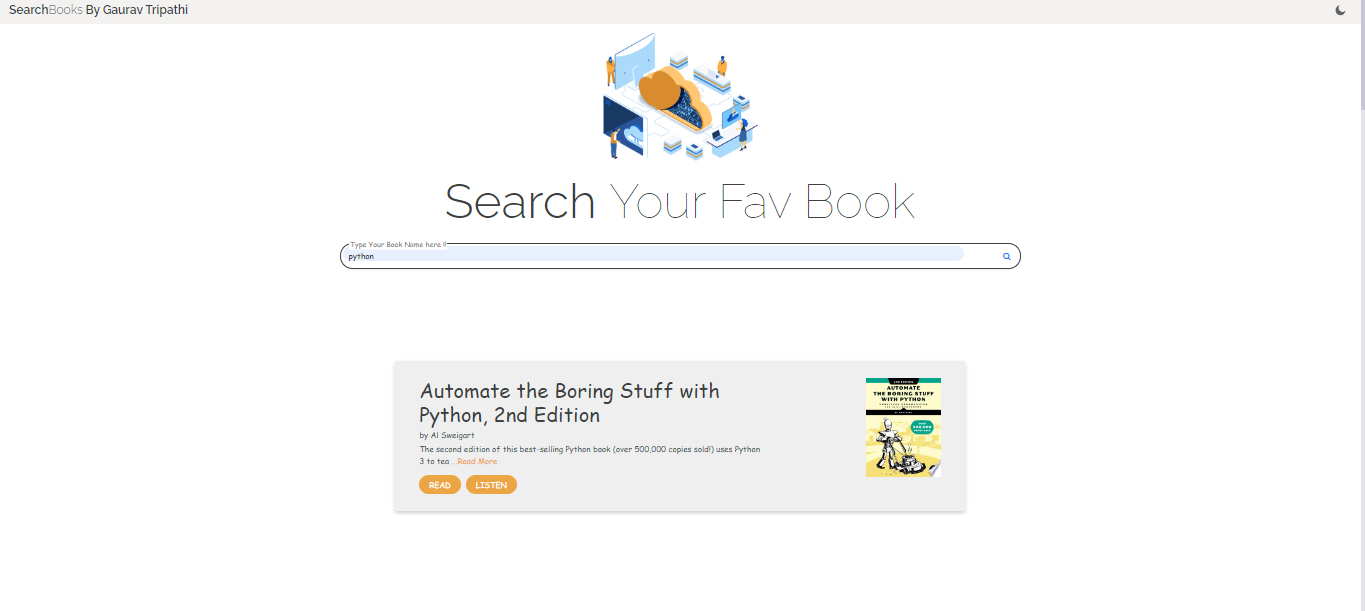 SearchBooks By Gaurav Tripathi
Search Your Fav Book
Type Your Book Name here !!
python
Automate the Boring Stuff with
Python, 2nd Edition
by Al Sweigart
The second edition of this best-selling Python book (over 500,000 copies sold!) uses Python
3 to tea ...Read More
READ LISTEN
AUTOMATE
THE BORING STUFF
WITH PYTHON